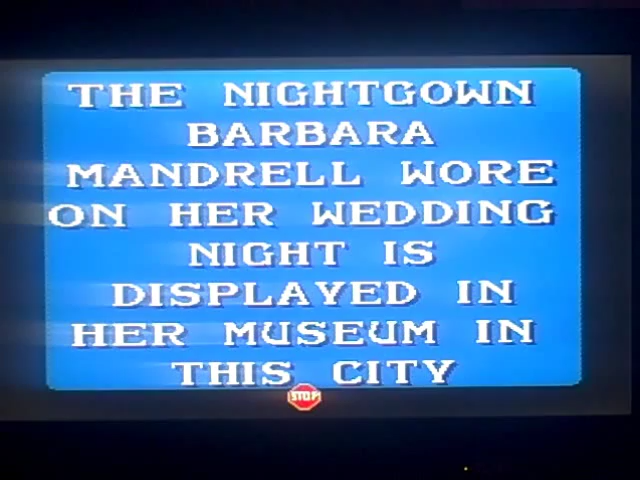 THE NIGHTGOWN
BARBARA
MANDRELL WORE
ON HER WEDDING
NIGHT IS
DISPLAYED IN
HER MUSEUM IN
THIS CITY
STOP